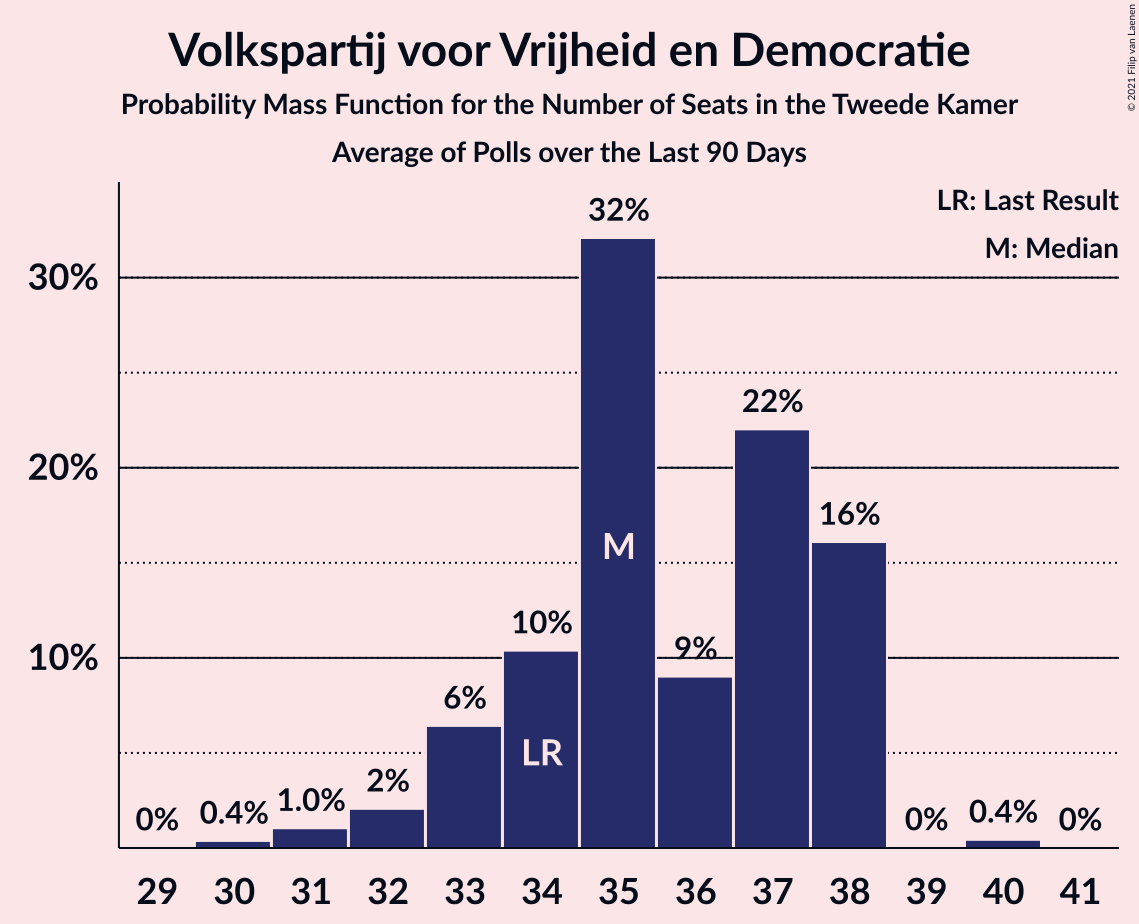 Volkspartij voor Vrijheid en Democratie
Probability Mass Function for the Number of Seats in the Tweede Kamer
Average of Polls over the Last 90 Days
© 2021 Filip van Laenen
LR: Last Result
M: Median
30%
20%
10%
0%
0.4%
1.0%
2%
6%
10%
32%
9%
22%
16%
0%
0.4%
0%
LR
M
29 30 31 32 33 34 35 36 37 38 39 40 41